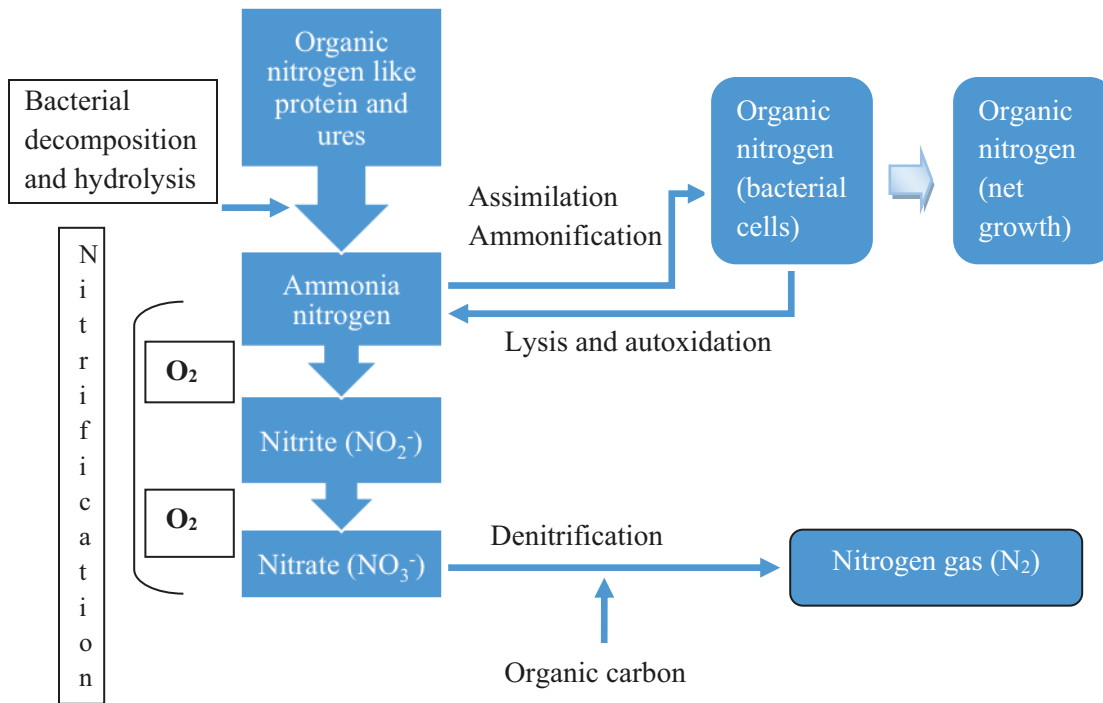 Organic
nitrogen like
protein and
ures
Bacterial
decomposition
and hydrolysis
Assimilation
Ammonification
Organic
nitrogen
(bacterial
cells)
Organic
nitrogen
(net
growth)
Ammonia
nitrogen
Lysis and autoxidation
N
i
t
r
i
f
i
c
a
t
i
o
n
O₂
Nitrite (NO₂⁻)
O₂
Nitrate (NO₃⁻)
Denitrification
Nitrogen gas (N₂)
Organic carbon